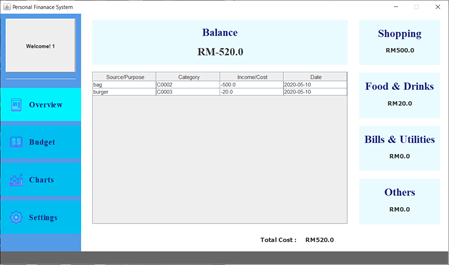 Personal Finanace System
Welcome! 1
Overview
Budget
Charts
Settings
Balance
RM-520.0
Source/Purpose Category Income/Cost Date
bag C0002 -500.0 2020-05-10
burger C0003 -20.0 2020-05-10
Total Cost : RM520.0
Shopping
RM500.0
Food & Drinks
RM20.0
Bills & Utilities
RM0.0
Others
RM0.0